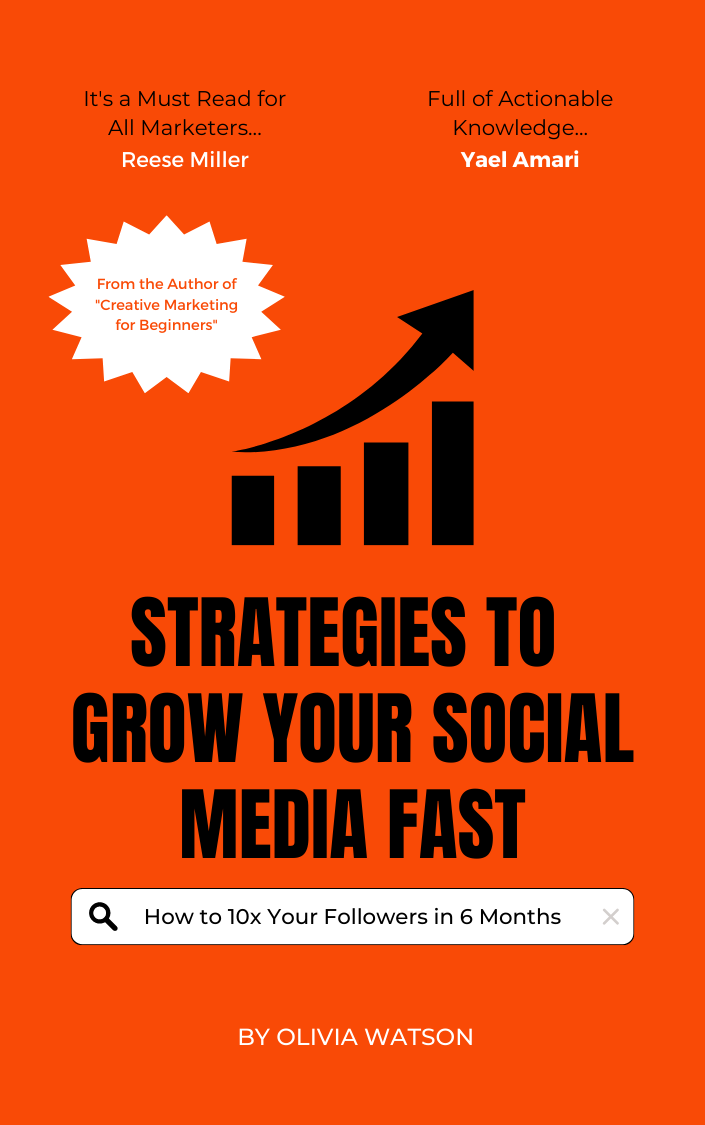 It's a Must Read for
All Marketers...
Reese Miller
Full of Actionable
Knowledge...
Yael Amari
From the Author of
"Creative Marketing
for Beginners"
STRATEGIES TO
GROW YOUR SOCIAL
MEDIA FAST
How to 10x Your Followers in 6 Months
BY OLIVIA WATSON